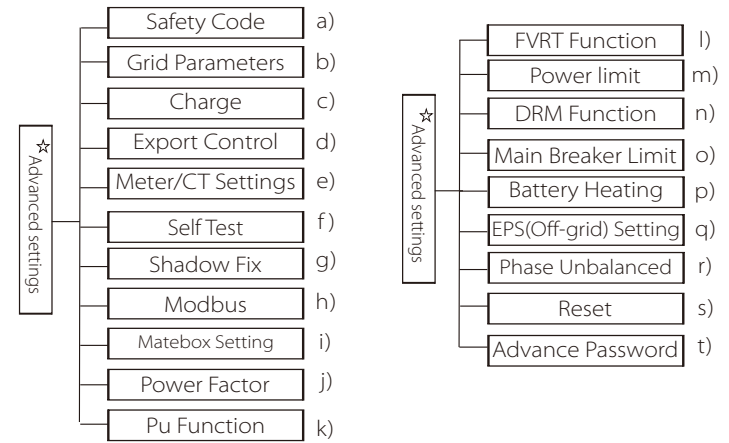 ☆ Advanced settings
Safety Code a)
Grid Parameters b)
Charge c)
Export Control d)
Meter/CT Settings e)
Self Test f)
Shadow Fix g)
Modbus h)
Matebox Setting i)
Power Factor j)
Pu Function k)
☆ Advanced settings
FVRT Function l)
Power limit m)
DRM Function n)
Main Breaker Limit o)
Battery Heating p)
EPS(Off-grid) Setting q)
Phase Unbalanced r)
Reset s)
Advance Password t)